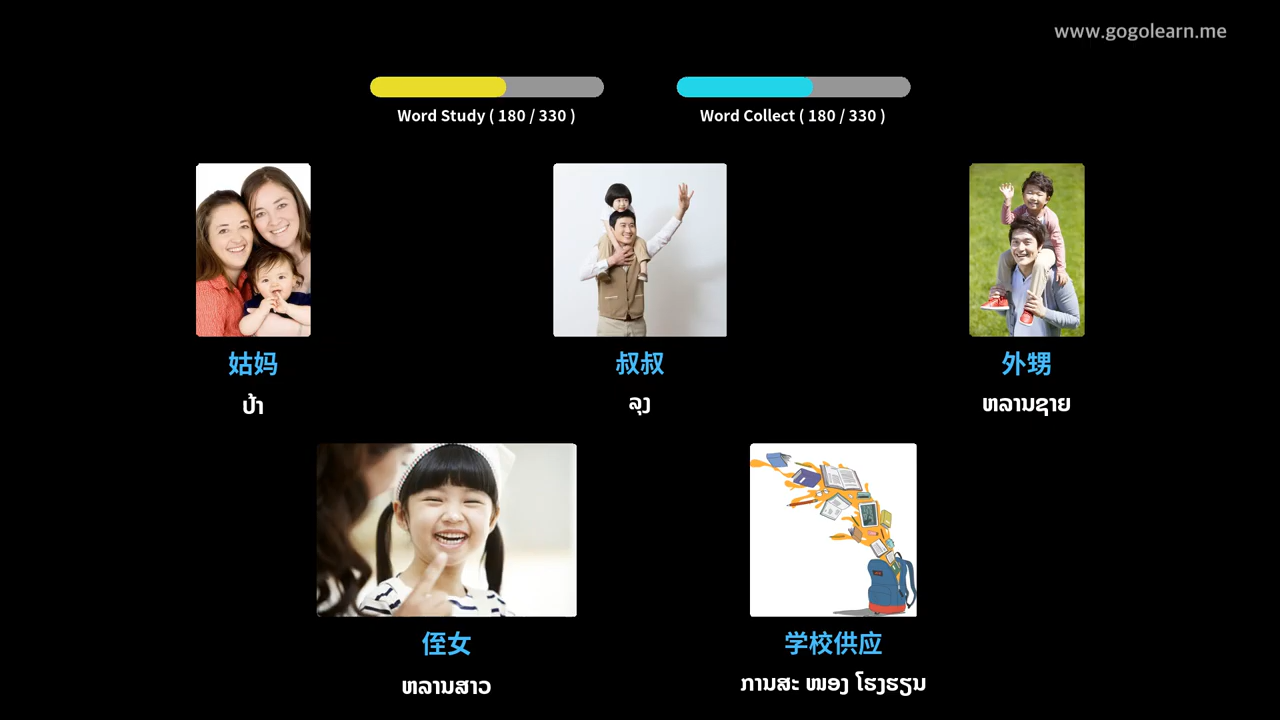 www.gogolearn.me
Word Study ( 180 / 330 )
Word Collect ( 180 / 330 )
姑妈
ປ້າ
叔叔
ລຸງ
外甥
ຫລານຊາຍ
侄女
ຫລານສາວ
学校供应
ການສະ ໜອງ ໂຮງຮຽນ